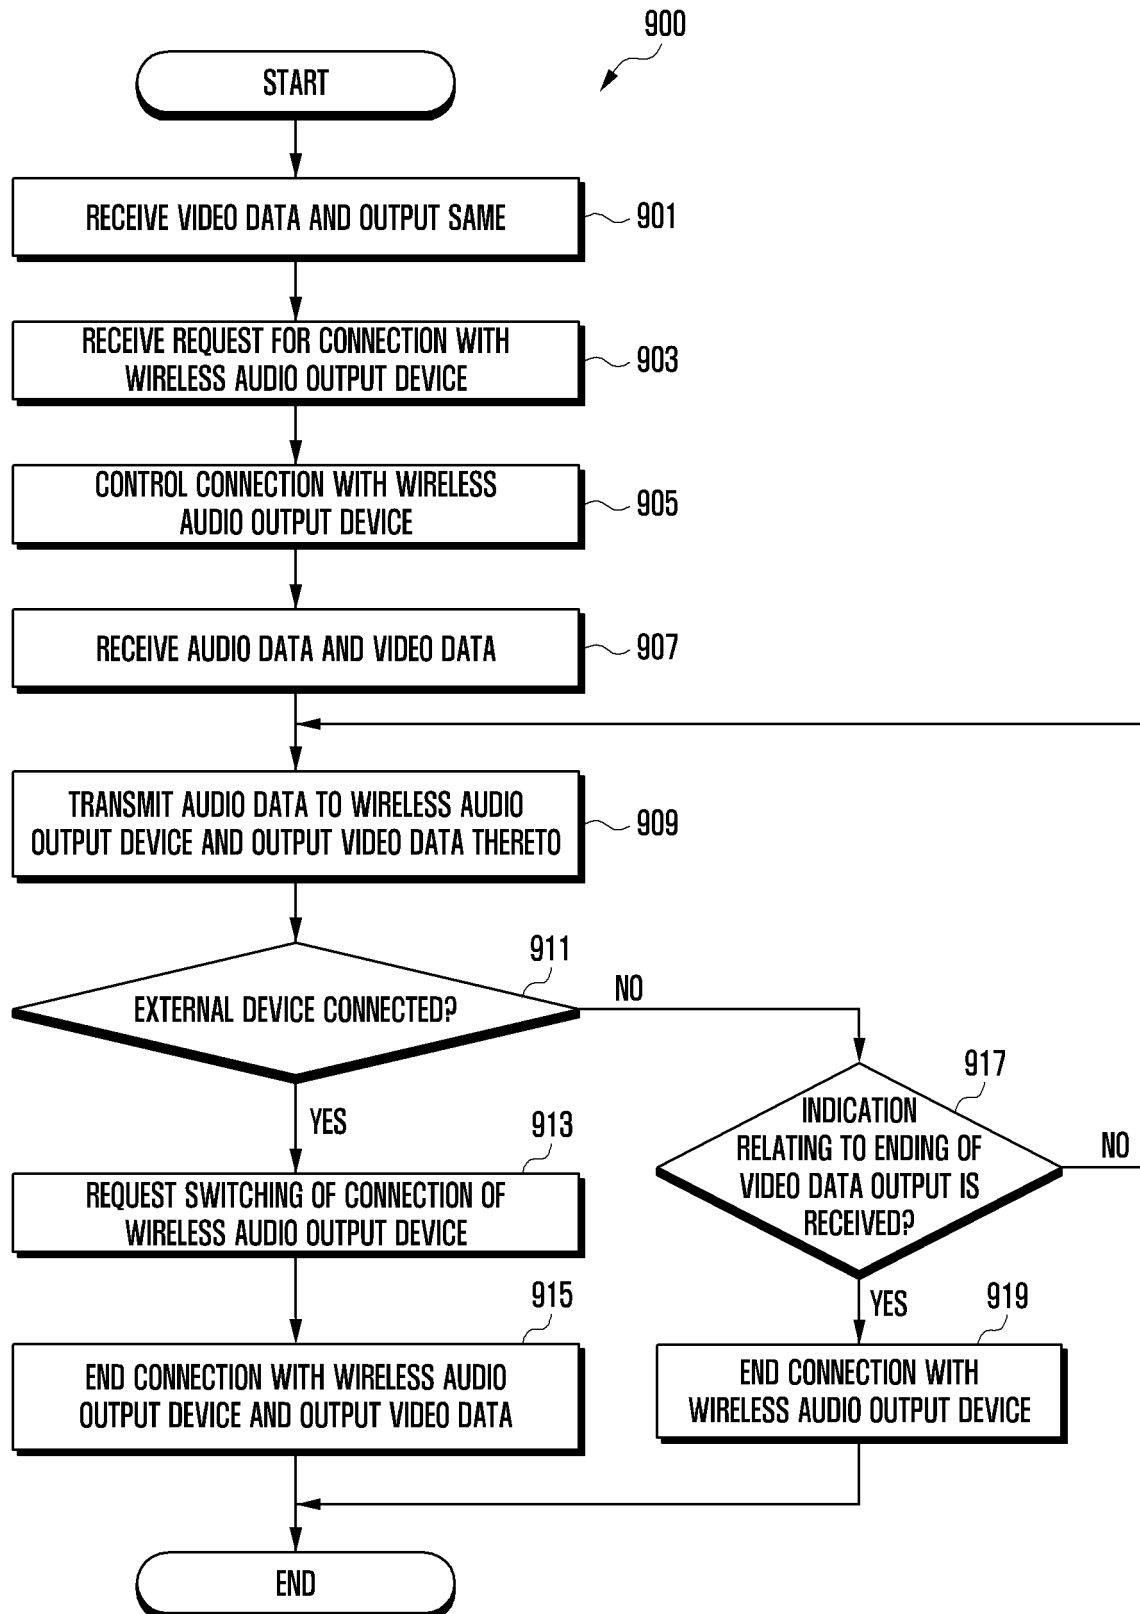 900
START
RECEIVE VIDEO DATA AND OUTPUT SAME
901
RECEIVE REQUEST FOR CONNECTION WITH
WIRELESS AUDIO OUTPUT DEVICE
903
CONTROL CONNECTION WITH WIRELESS
AUDIO OUTPUT DEVICE
905
RECEIVE AUDIO DATA AND VIDEO DATA
907
TRANSMIT AUDIO DATA TO WIRELESS AUDIO
OUTPUT DEVICE AND OUTPUT VIDEO DATA THERETO
909
911
EXTERNAL DEVICE CONNECTED?
NO
YES
917
INDICATION
RELATING TO ENDING OF
VIDEO DATA OUTPUT IS
RECEIVED?
NO
YES
913
REQUEST SWITCHING OF CONNECTION OF
WIRELESS AUDIO OUTPUT DEVICE
915
END CONNECTION WITH WIRELESS AUDIO
OUTPUT DEVICE AND OUTPUT VIDEO DATA
919
END CONNECTION WITH
WIRELESS AUDIO OUTPUT DEVICE
END